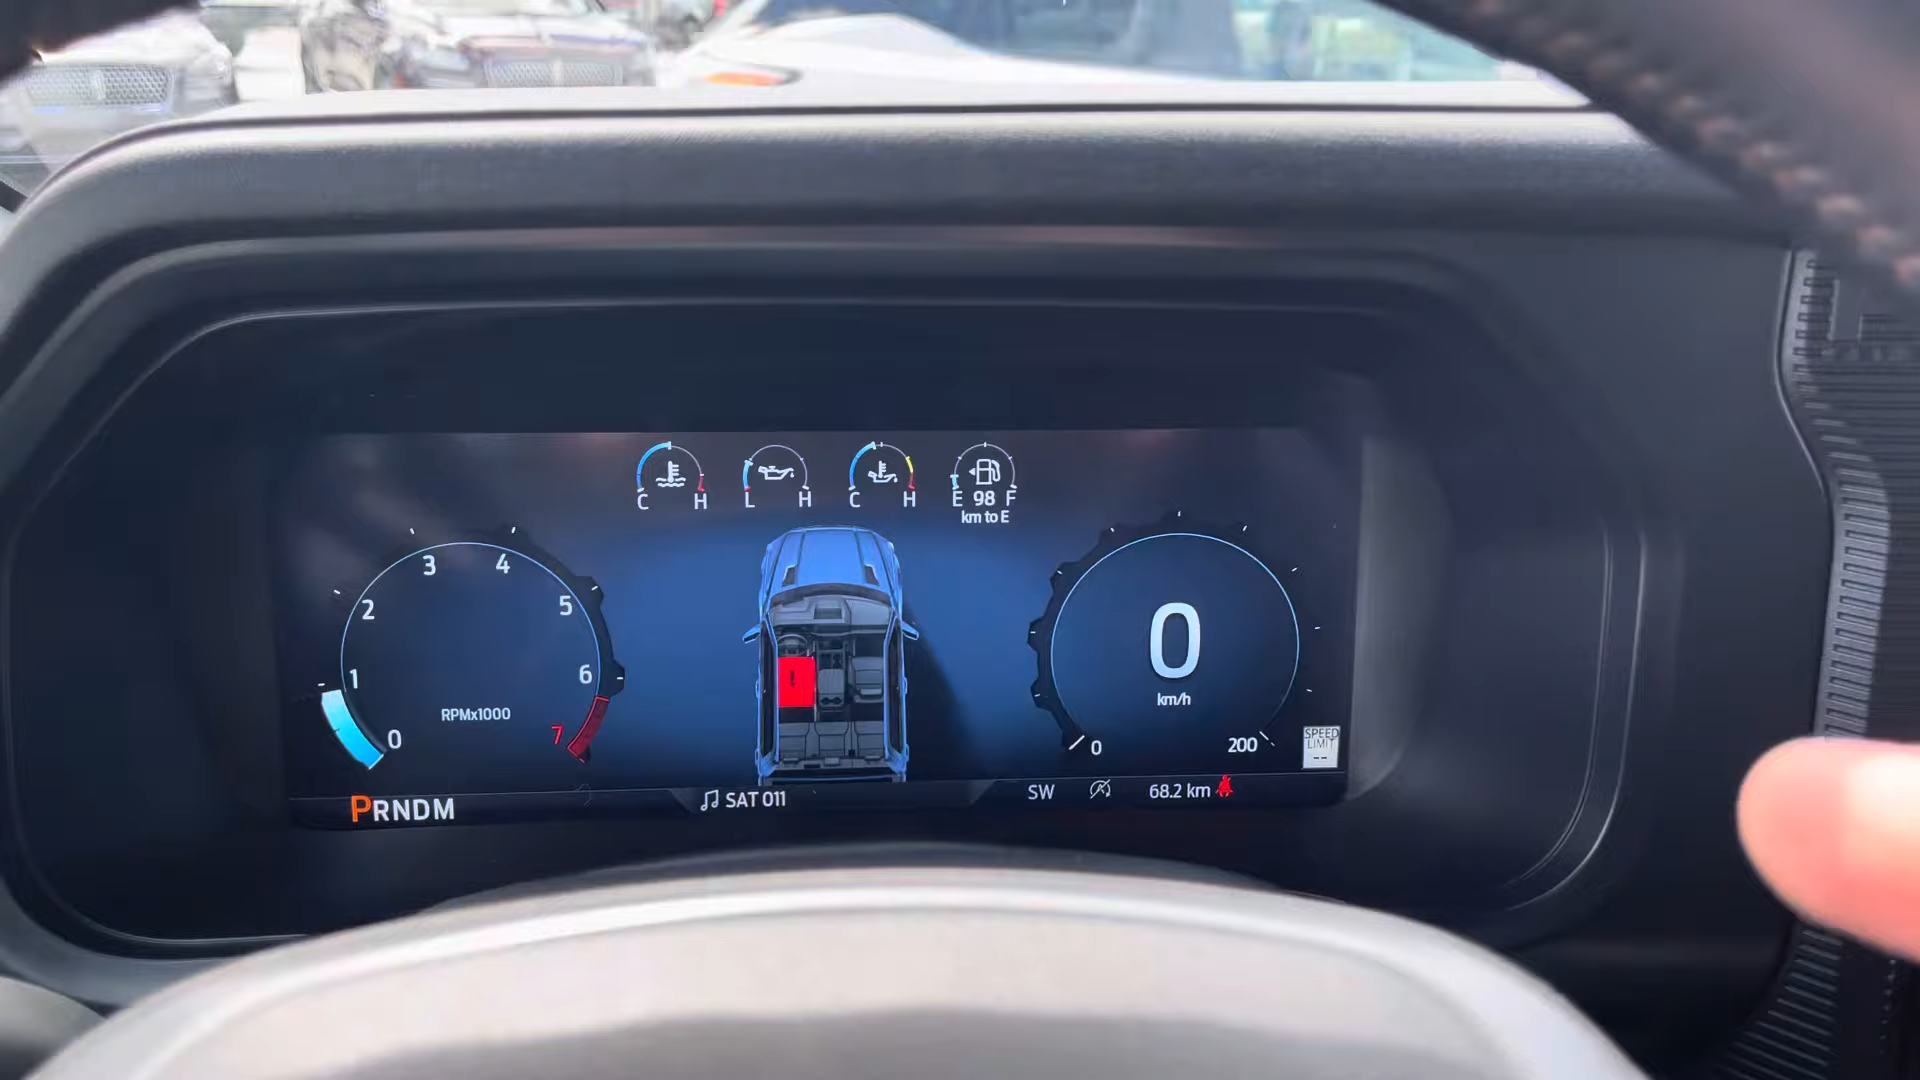 C H
L H
C H
E 98 F
km to E
0 1 2 3 4 5 6 7
RPMx1000
0
km/h
0 200
SPEED
LIMIT
--
PRNDM
SAT 011
SW
68.2 km